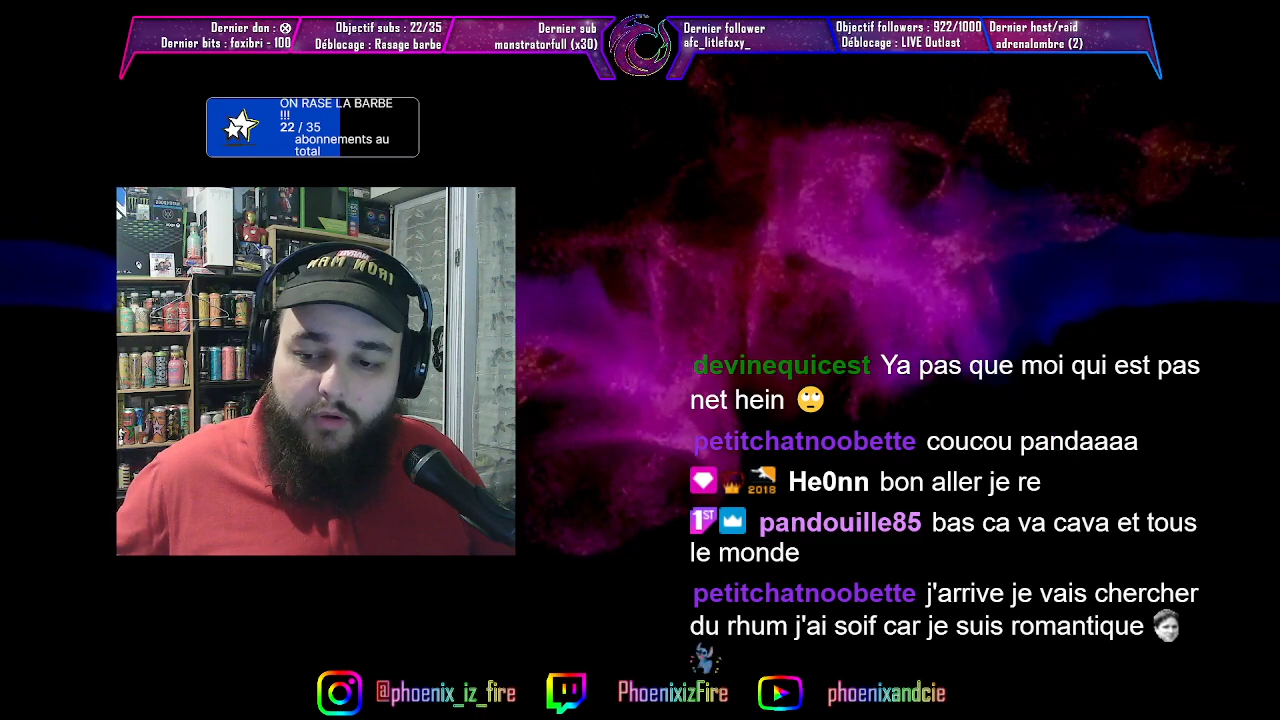 Dernier don : ⊗
Dernier bits : foxibri - 100
Objectif subs : 22/35
Déblocage : Rasage barbe
Dernier sub
monstratorfull (x30)
Dernier follower
afc_litlefoxy_
Objectif followers : 922/1000
Déblocage : LIVE Outlast
Dernier host/raid
adrenalombre (2)
ON RASE LA BARBE
!!!
22 / 35
abonnements au
total
IRON MAN
devinequicest Ya pas que moi qui est pas
net hein 🙄
petitchatnoobette coucou pandaaaa
2018 He0nn bon aller je re
1ST pandouille85 bas ca va cava et tous
le monde
petitchatnoobette j'arrive je vais chercher
du rhum j'ai soif car je suis romantique
@phoenix_iz_fire
PhoenixizFire
phoenixandcie